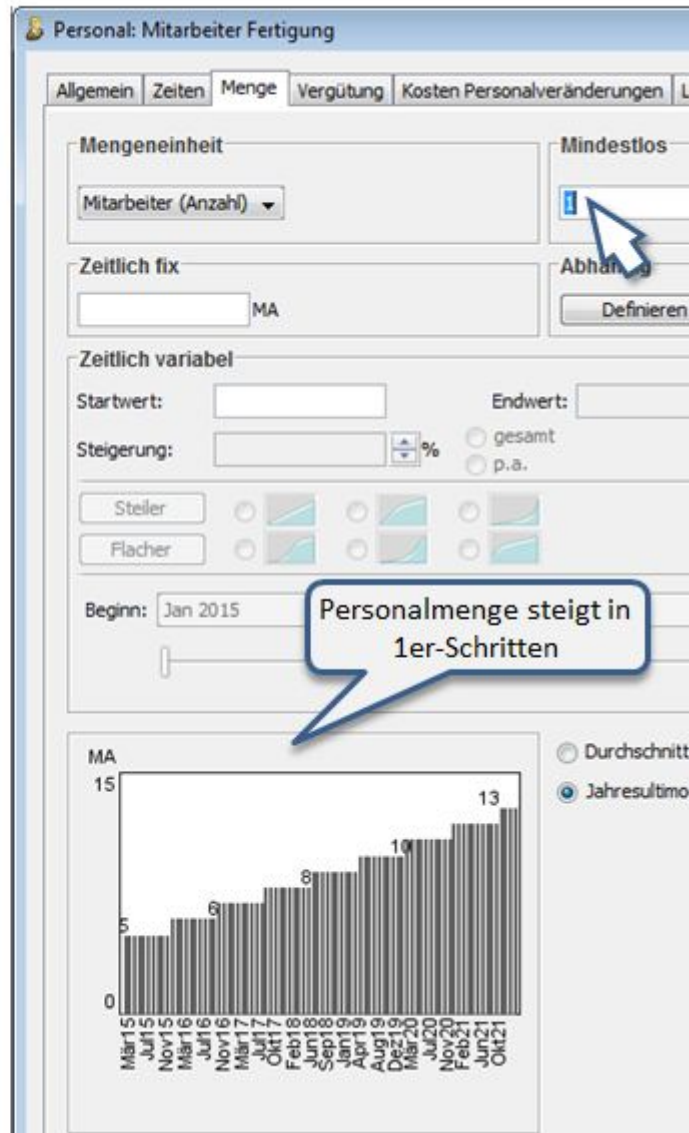 Personal: Mitarbeiter Fertigung
Allgemein Zeiten Menge Vergütung Kosten Personalveränderungen L
Mengeneinheit
Mindestlos
Mitarbeiter (Anzahl)
1
Zeitlich fix
Abhängig
MA
Definieren
Zeitlich variabel
Startwert:
Endwert:
Steigerung:
%
gesamt
p.a.
Steiler
Flacher
Beginn: Jan 2015
Personalmenge steigt in
1er-Schritten
MA
15
0
5
6
8
10
13
Mär15
Jul15
Nov15
Mär16
Jul16
Nov16
Mär17
Jul17
Okt17
Feb18
Jun18
Sep18
Jan19
Apr19
Aug19
Dez19
Mär20
Jul20
Nov20
Feb21
Jun21
Okt21
Durchschnitt
Jahresultimo